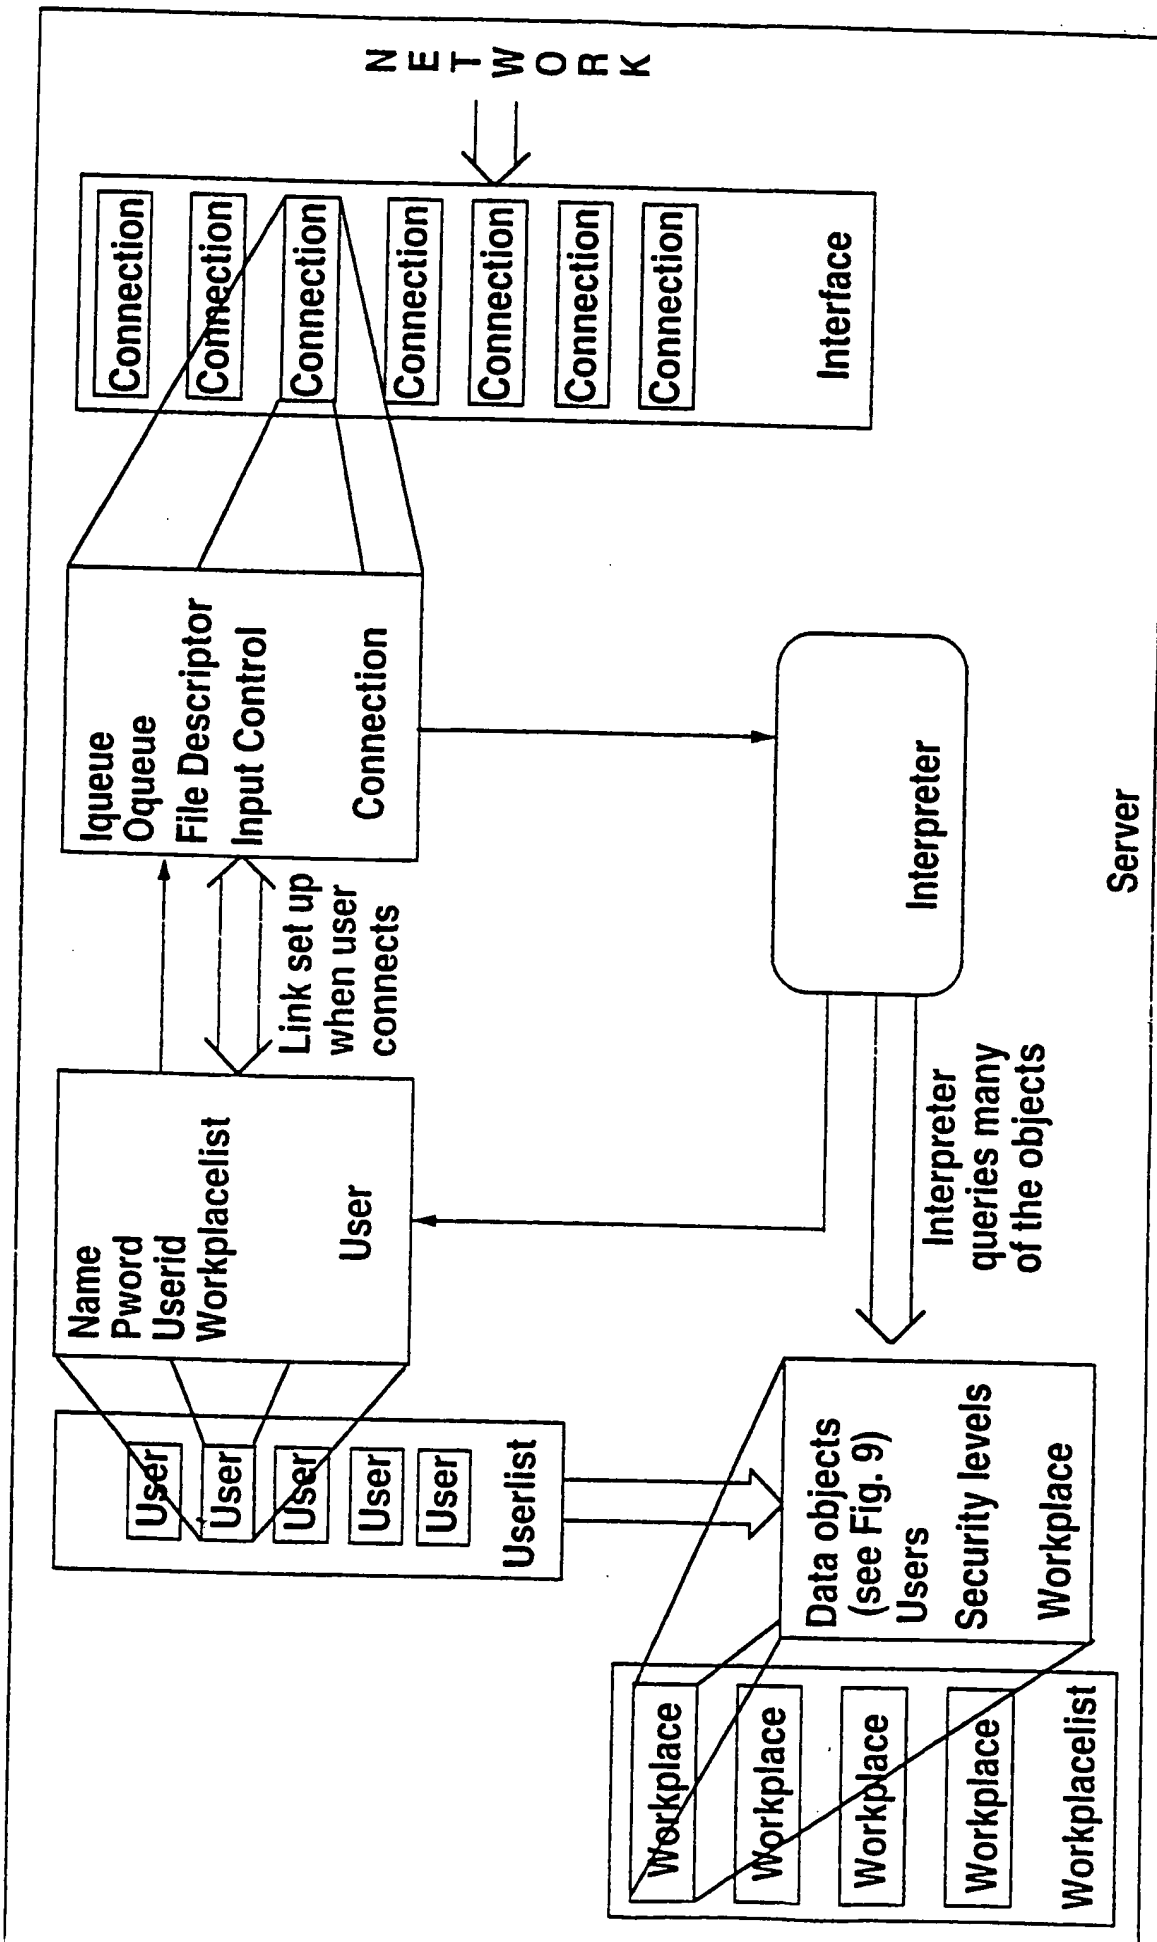 User
User
User
User
User
Userlist
Name
Pword
Userid
Workplacelist
User
Link set up
when user
connects
Iqueue
Oqueue
File Descriptor
Input Control
Connection
Connection
Connection
Connection
Connection
Connection
Connection
Connection
Interface
NETWORK
Workplace
Workplace
Workplace
Workplace
Workplacelist
Data objects
(see Fig. 9)
Users
Security levels
Workplace
Interpreter
queries many
of the objects
Interpreter
Server